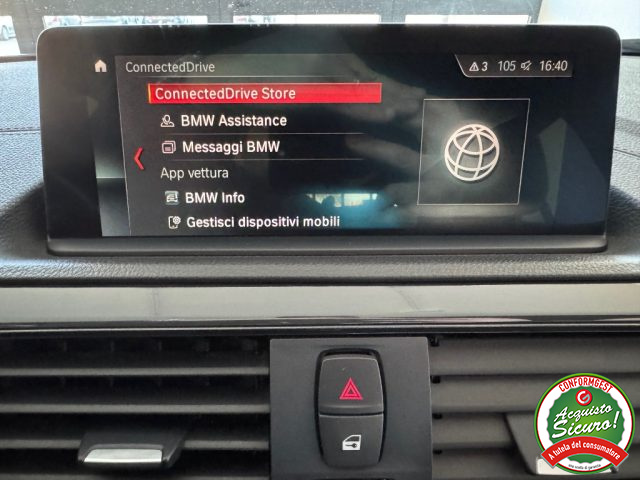 ConnectedDrive
3 105 16:40
ConnectedDrive Store
BMW Assistance
Messaggi BMW
App vettura
BMW Info
Gestisci dispositivi mobili
CONFORMGEST
Acquisto
Sicuro!
A tutela del consumatore